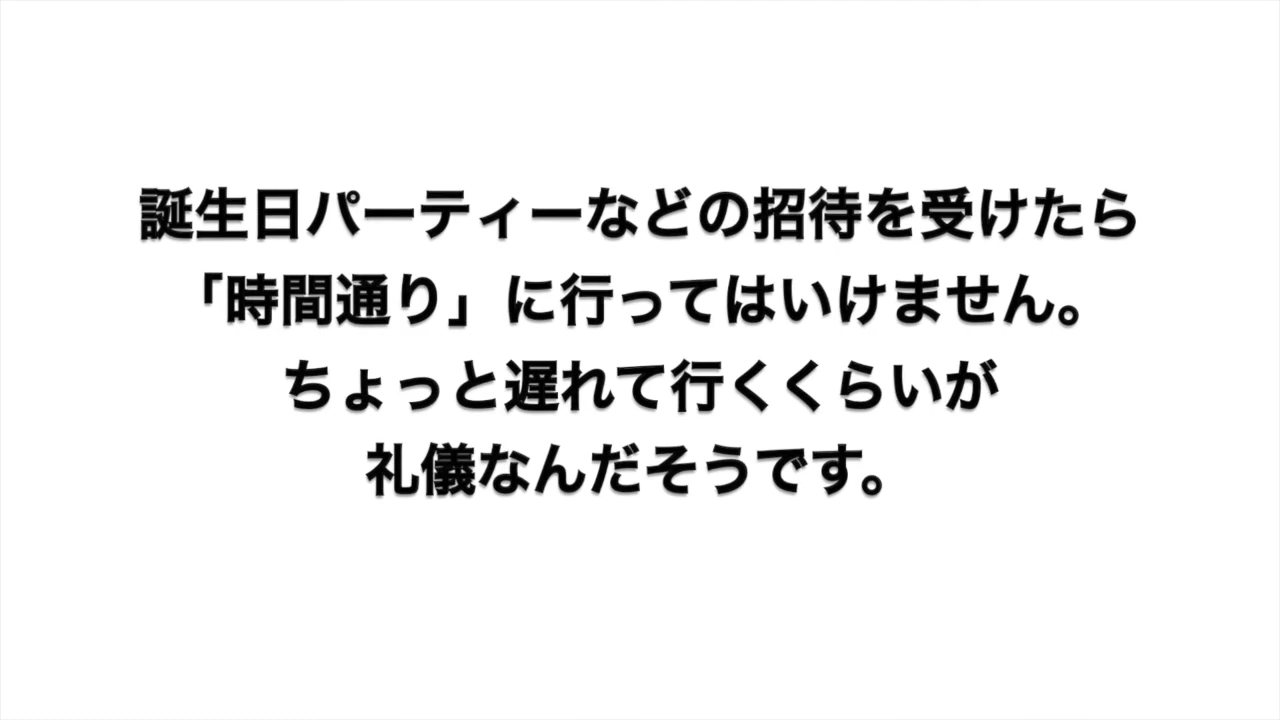 誕生日パーティーなどの招待を受けたら
「時間通り」に行ってはいけません。
ちょっと遅れて行くくらいが
礼儀なんだそうです。